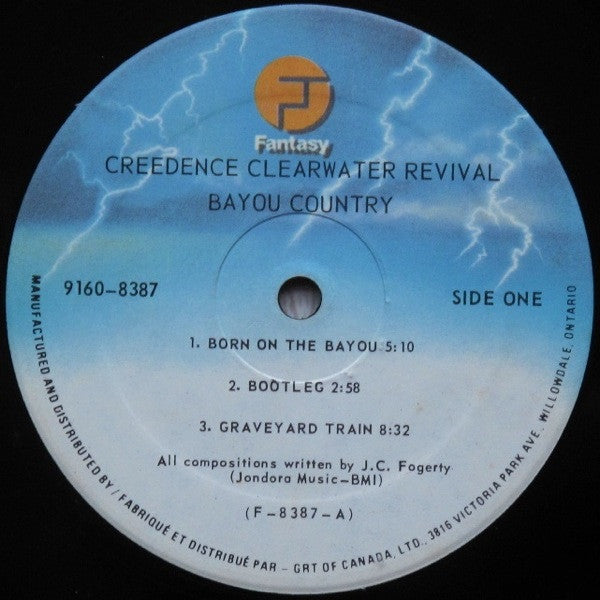 Fantasy
CREEDENCE CLEARWATER REVIVAL
BAYOU COUNTRY
9160-8387
SIDE ONE
1. BORN ON THE BAYOU 5:10
2. BOOTLEG 2:58
3. GRAVEYARD TRAIN 8:32
All compositions written by J.C. Fogerty
(Jondora Music-BMI)
(F-8387-A)
MANUFACTURED AND DISTRIBUTED BY / FABRIQUÉ ET DISTRIBUÉ PAR - GRT OF CANADA, LTD., 3816 VICTORIA PARK AVE. WILLOWDALE, ONTARIO